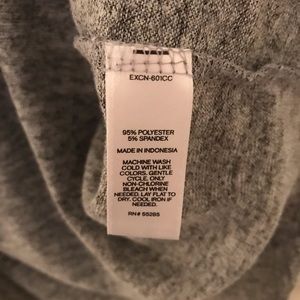 EXCN-601CC
95% POLYESTER
5% SPANDEX
MADE IN INDONESIA
MACHINE WASH
COLD WITH LIKE
COLORS, GENTLE
CYCLE. ONLY
NON-CHLORINE
BLEACH WHEN
NEEDED. LAY FLAT TO
DRY. COOL IRON IF
NEEDED.
RN# 55285